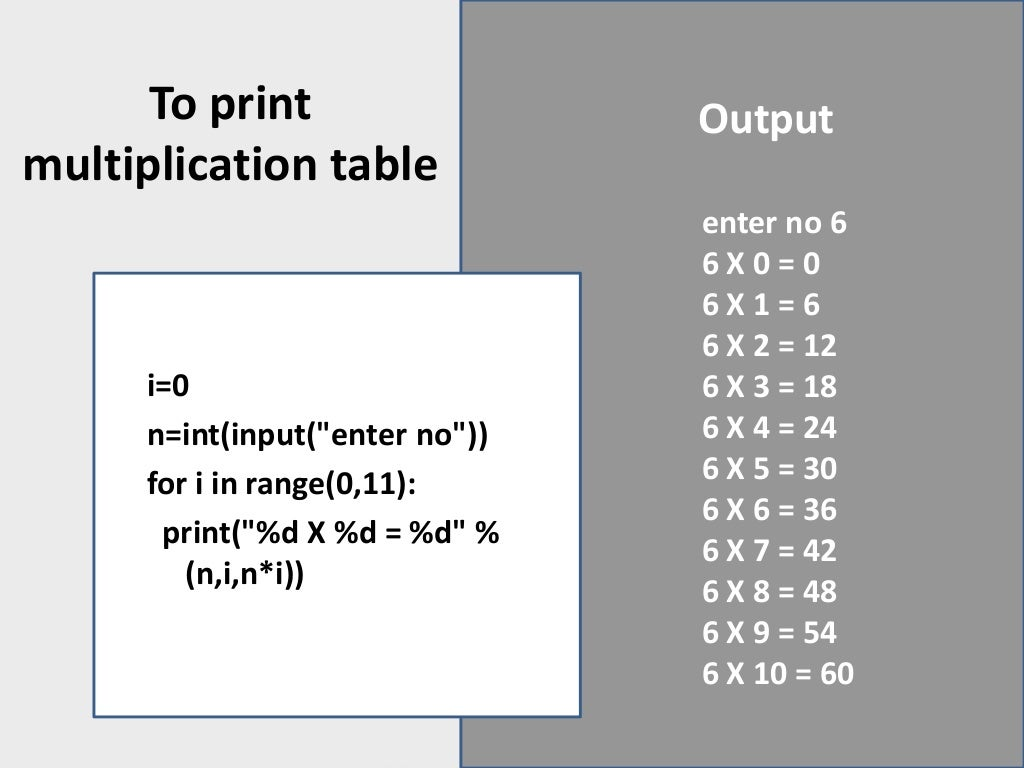 To print
multiplication table
i=0
n=int(input("enter no"))
for i in range(0,11):
print("%d X %d = %d" %
(n,i,n*i))
Output
enter no 6
6 X 0 = 0
6 X 1 = 6
6 X 2 = 12
6 X 3 = 18
6 X 4 = 24
6 X 5 = 30
6 X 6 = 36
6 X 7 = 42
6 X 8 = 48
6 X 9 = 54
6 X 10 = 60